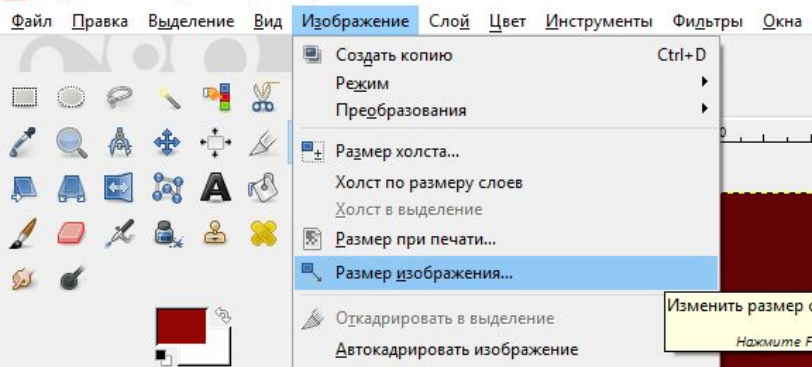 Файл Правка Выделение Вид Изображение Слой Цвет Инструменты Фильтры Окна
Создать копию Ctrl+D
Режим
Преобразования
Размер холста...
Холст по размеру слоев
Холст в выделение
Размер при печати...
Размер изображения...
Изменить размер
Откадрировать в выделение
Нажмите F
Автокадрировать изображение